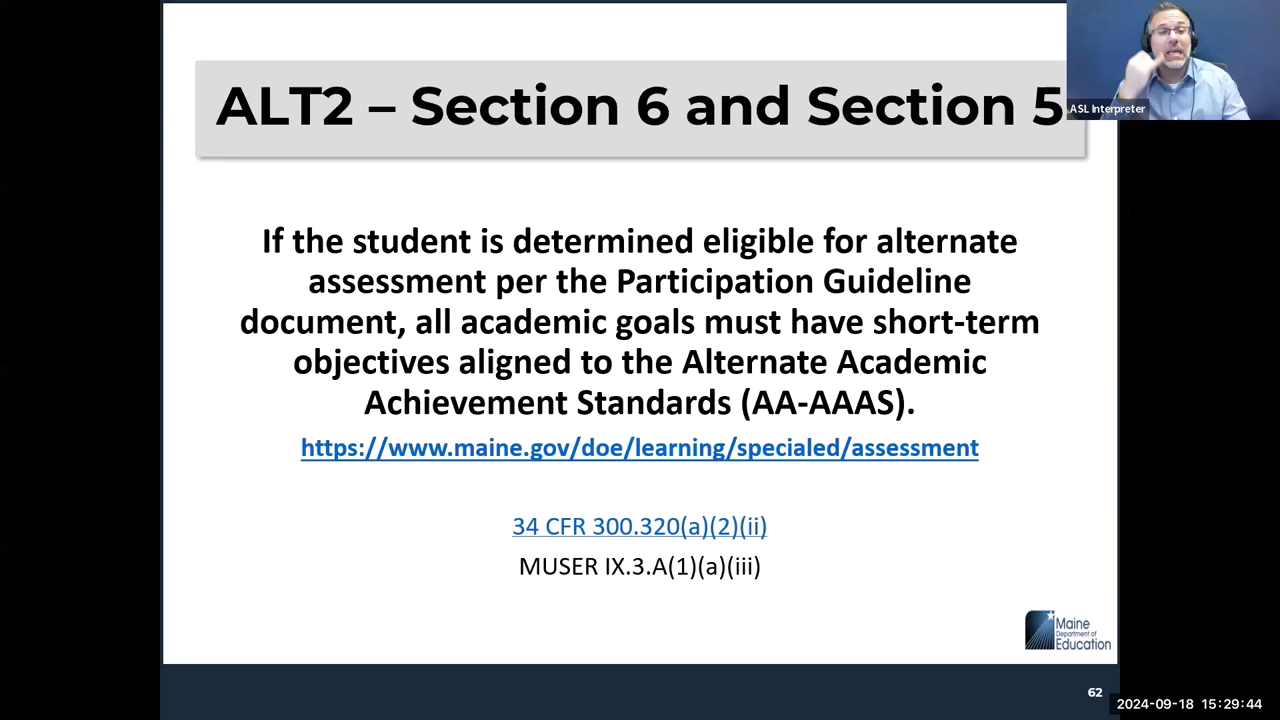 ALT2 – Section 6 and Section 5
ASL Interpreter
If the student is determined eligible for alternate
assessment per the Participation Guideline
document, all academic goals must have short-term
objectives aligned to the Alternate Academic
Achievement Standards (AA-AAAS).
https://www.maine.gov/doe/learning/specialed/assessment
34 CFR 300.320(a)(2)(ii)
MUSER IX.3.A(1)(a)(iii)
Maine
Department of
Education
62
2024-09-18 15:29:44